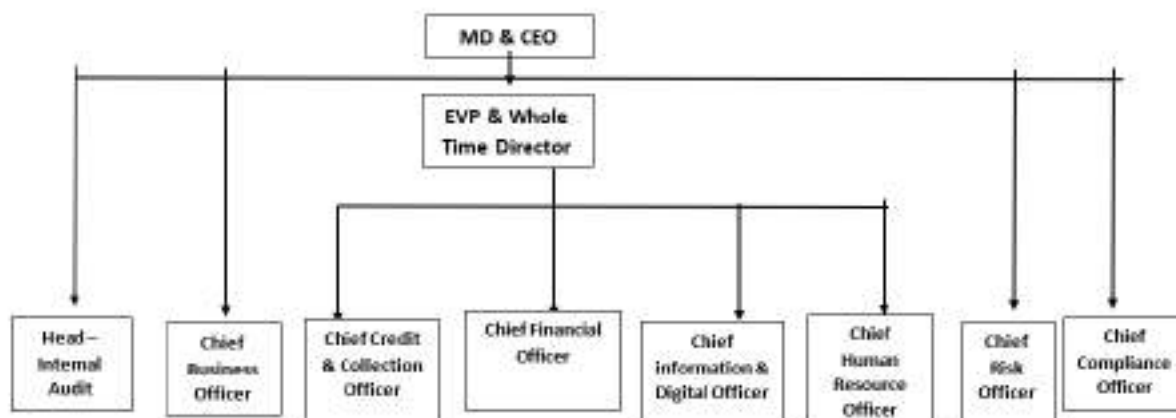 MD & CEO
EVP & Whole
Time Director
Head –
Internal
Audit
Chief
Business
Officer
Chief Credit
& Collection
Officer
Chief Financial
Officer
Chief
information &
Digital Officer
Chief
Human
Resource
Officer
Chief
Risk
Officer
Chief
Compliance
Officer